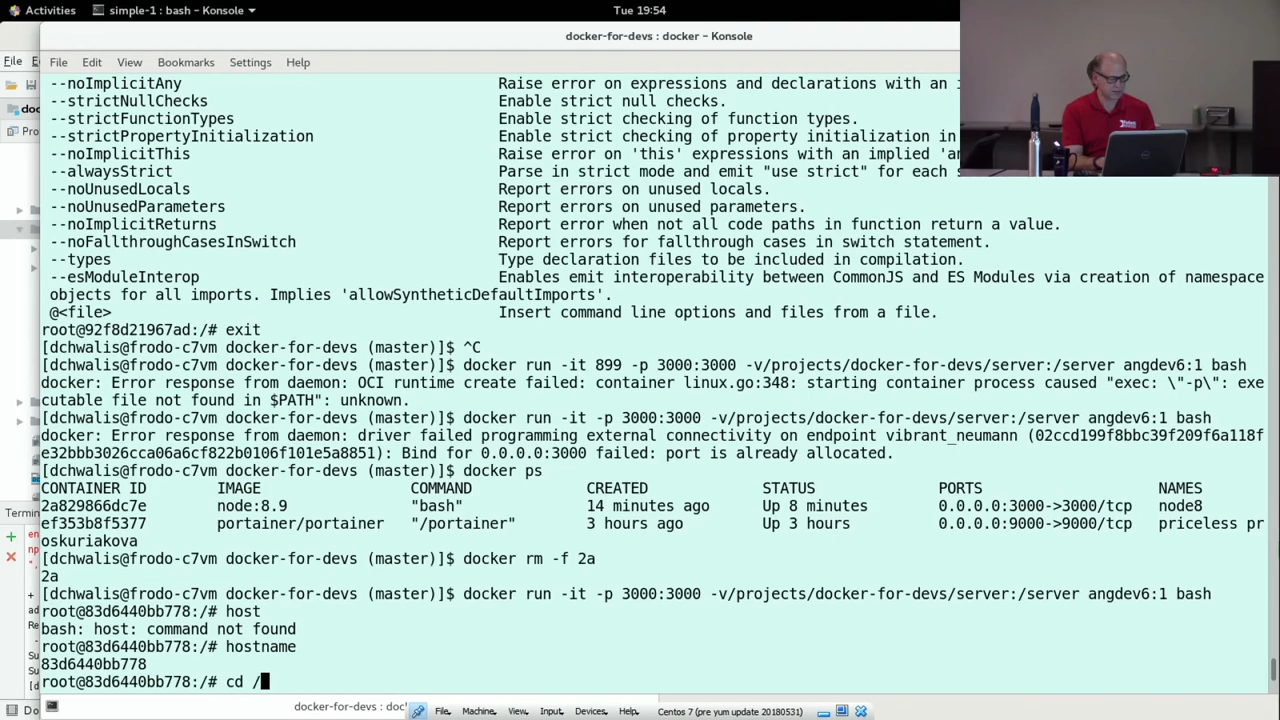 Activities simple-1 : bash - Konsole Tue 19:54
docker-for-devs : docker — Konsole
File
File Edit View Bookmarks Settings Help
--noImplicitAny Raise error on expressions and declarations with an
--strictNullChecks Enable strict null checks.
--strictFunctionTypes Enable strict checking of function types.
--strictPropertyInitialization Enable strict checking of property initialization in
--noImplicitThis Raise error on 'this' expressions with an implied 'an
--alwaysStrict Parse in strict mode and emit "use strict" for each s
--noUnusedLocals Report errors on unused locals.
--noUnusedParameters Report errors on unused parameters.
--noImplicitReturns Report error when not all code paths in function return a value.
--noFallthroughCasesInSwitch Report errors for fallthrough cases in switch statement.
--types Type declaration files to be included in compilation.
--esModuleInterop Enables emit interoperability between CommonJS and ES Modules via creation of namespace
objects for all imports. Implies 'allowSyntheticDefaultImports'.
@<file> Insert command line options and files from a file.
root@92f8d21967ad:/# exit
[dchwalis@frodo-c7vm docker-for-devs (master)]$ ^C
[dchwalis@frodo-c7vm docker-for-devs (master)]$ docker run -it 899 -p 3000:3000 -v/projects/docker-for-devs/server:/server angdev6:1 bash
docker: Error response from daemon: OCI runtime create failed: container_linux.go:348: starting container process caused "exec: \"-p\": exe
cutable file not found in $PATH": unknown.
[dchwalis@frodo-c7vm docker-for-devs (master)]$ docker run -it -p 3000:3000 -v/projects/docker-for-devs/server:/server angdev6:1 bash
docker: Error response from daemon: driver failed programming external connectivity on endpoint vibrant_neumann (02ccd199f8bbc39f209f6a118f
e32bbb3026cca06a6cf822b0106f101e5a8851): Bind for 0.0.0.0:3000 failed: port is already allocated.
[dchwalis@frodo-c7vm docker-for-devs (master)]$ docker ps
CONTAINER ID IMAGE COMMAND CREATED STATUS PORTS NAMES
2a829866dc7e node:8.9 "bash" 14 minutes ago Up 8 minutes 0.0.0.0:3000->3000/tcp node8
ef353b8f5377 portainer/portainer "/portainer" 3 hours ago Up 3 hours 0.0.0.0:9000->9000/tcp priceless_pr
oskuriakova
[dchwalis@frodo-c7vm docker-for-devs (master)]$ docker rm -f 2a
2a
[dchwalis@frodo-c7vm docker-for-devs (master)]$ docker run -it -p 3000:3000 -v/projects/docker-for-devs/server:/server angdev6:1 bash
root@83d6440bb778:/# host
bash: host: command not found
root@83d6440bb778:/# hostname
83d6440bb778
root@83d6440bb778:/# cd /
docker-for-devs : docl
File Machine View Input Devices Help Centos 7 (pre yum update 20180531)